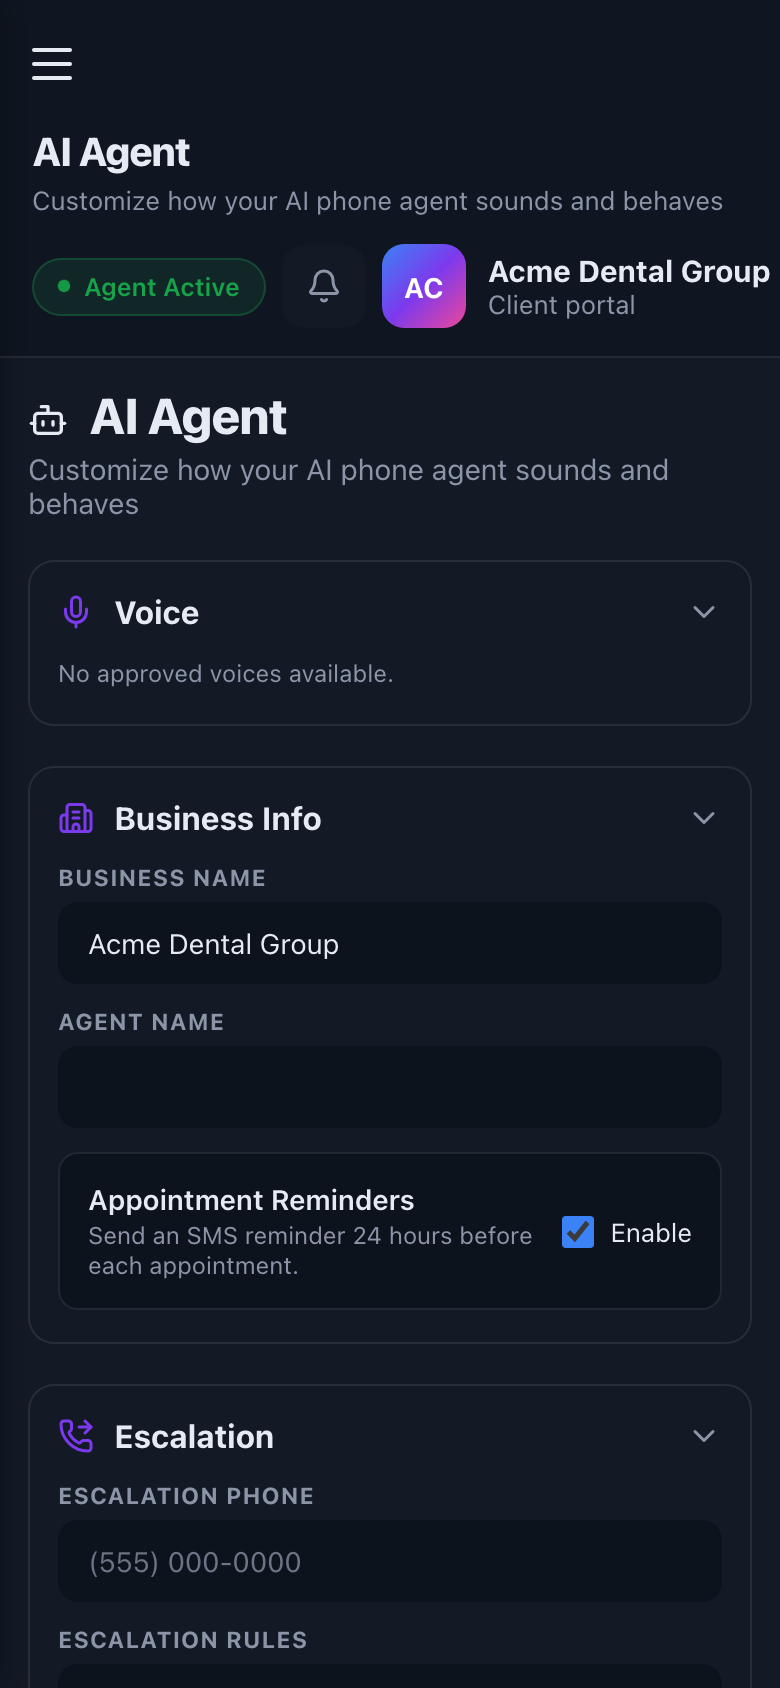 AI Agent
Customize how your AI phone agent sounds and behaves
Agent Active
AC
Acme Dental Group
Client portal
AI Agent
Customize how your AI phone agent sounds and
behaves
Voice
No approved voices available.
Business Info
BUSINESS NAME
Acme Dental Group
AGENT NAME
Appointment Reminders
Send an SMS reminder 24 hours before
each appointment.
Enable
Escalation
ESCALATION PHONE
(555) 000-0000
ESCALATION RULES